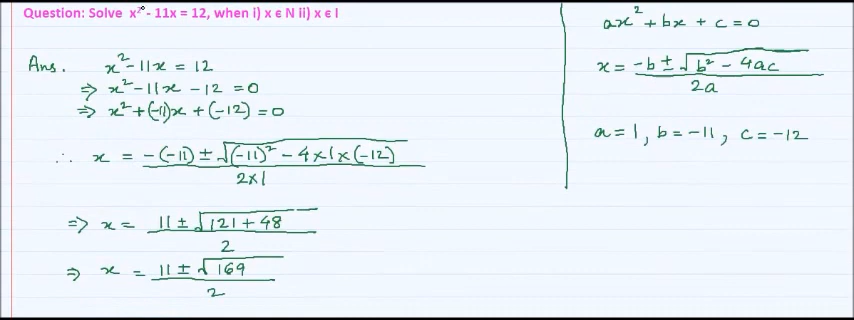 Question: Solve x² - 11x = 12, when i) x ϵ N ii) x ϵ I
Ans. x² - 11x = 12
⇒ x² - 11x - 12 = 0
⇒ x² + (-11)x + (-12) = 0
∴ x = -(-11) ± √(-11)² - 4×1×(-12)
2×1
⇒ x = 11 ± √121 + 48
2
⇒ x = 11 ± √169
2
ax² + bx + c = 0
x = -b ± √b² - 4ac
2a
a = 1, b = -11, c = -12